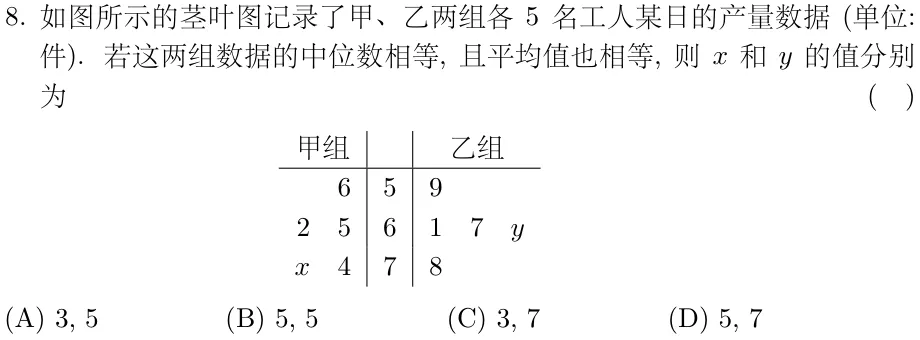 8. 如图所示的茎叶图记录了甲、乙两组各 5 名工人某日的产量数据 (单位:
件). 若这两组数据的中位数相等, 且平均值也相等, 则 x 和 y 的值分别
为 ( )
甲组 乙组
6 5 9
2 5 6 1 7 y
x 4 7 8
(A) 3, 5 (B) 5, 5 (C) 3, 7 (D) 5, 7